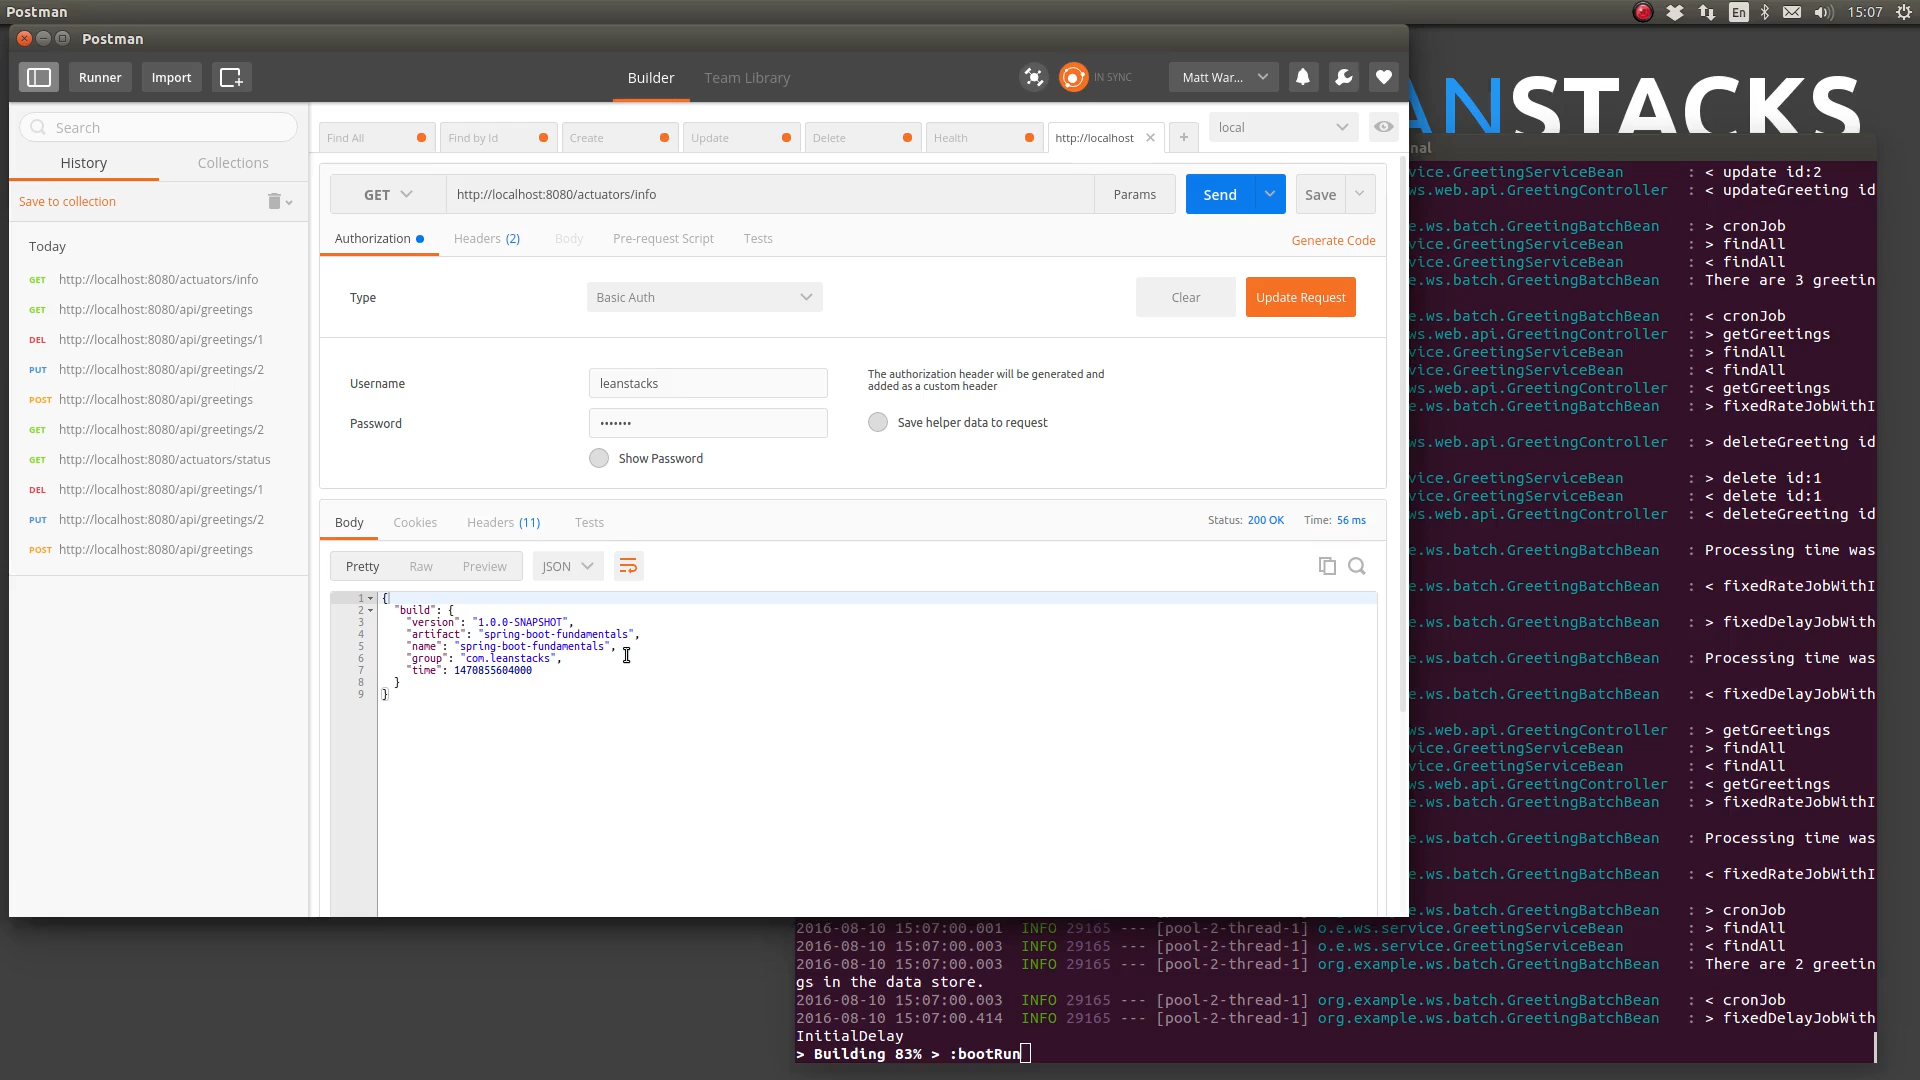 Postman
En
15:07
Postman
Runner
Import
Builder
Team Library
IN SYNC
Matt War...
ANSTACKS
Search
History
Collections
Save to collection
Today
GET http://localhost:8080/actuators/info
GET http://localhost:8080/api/greetings
DEL http://localhost:8080/api/greetings/1
PUT http://localhost:8080/api/greetings/2
POST http://localhost:8080/api/greetings
GET http://localhost:8080/api/greetings/2
GET http://localhost:8080/actuators/status
DEL http://localhost:8080/api/greetings/1
PUT http://localhost:8080/api/greetings/2
POST http://localhost:8080/api/greetings
Find All
Find by Id
Create
Update
Delete
Health
http://localhost
local
GET
http://localhost:8080/actuators/info
Params
Send
Save
Authorization
Headers (2)
Body
Pre-request Script
Tests
Generate Code
Type
Basic Auth
Clear
Update Request
Username
leanstacks
The authorization header will be generated and
added as a custom header
Password
•••••••
Save helper data to request
Show Password
Body
Cookies
Headers (11)
Tests
Status: 200 OK
Time: 56 ms
Pretty
Raw
Preview
JSON
1 {
2 "build": {
3 "version": "1.0.0-SNAPSHOT",
4 "artifact": "spring-boot-fundamentals",
5 "name": "spring-boot-fundamentals",
6 "group": "com.leanstacks",
7 "time": 1470855604000
8 }
9 }
nal
vice.GreetingServiceBean : < update id:2
ws.web.api.GreetingController : < updateGreeting id
e.ws.batch.GreetingBatchBean : > cronJob
vice.GreetingServiceBean : > findAll
vice.GreetingServiceBean : < findAll
e.ws.batch.GreetingBatchBean : There are 3 greetin
e.ws.batch.GreetingBatchBean : < cronJob
ws.web.api.GreetingController : > getGreetings
vice.GreetingServiceBean : > findAll
vice.GreetingServiceBean : < findAll
ws.web.api.GreetingController : < getGreetings
e.ws.batch.GreetingBatchBean : > fixedRateJobWithI
ws.web.api.GreetingController : > deleteGreeting id
vice.GreetingServiceBean : > delete id:1
vice.GreetingServiceBean : < delete id:1
ws.web.api.GreetingController : < deleteGreeting id
e.ws.batch.GreetingBatchBean : Processing time was
e.ws.batch.GreetingBatchBean : < fixedRateJobWithI
e.ws.batch.GreetingBatchBean : > fixedDelayJobWith
e.ws.batch.GreetingBatchBean : Processing time was
e.ws.batch.GreetingBatchBean : < fixedDelayJobWith
ws.web.api.GreetingController : > getGreetings
vice.GreetingServiceBean : > findAll
vice.GreetingServiceBean : < findAll
ws.web.api.GreetingController : < getGreetings
e.ws.batch.GreetingBatchBean : > fixedRateJobWithI
e.ws.batch.GreetingBatchBean : Processing time was
e.ws.batch.GreetingBatchBean : < fixedRateJobWithI
e.ws.batch.GreetingBatchBean : > cronJob
2016-08-10 15:07:00.001 INFO 29165 --- [pool-2-thread-1] o.e.ws.service.GreetingServiceBean : > findAll
2016-08-10 15:07:00.003 INFO 29165 --- [pool-2-thread-1] o.e.ws.service.GreetingServiceBean : < findAll
2016-08-10 15:07:00.003 INFO 29165 --- [pool-2-thread-1] org.example.ws.batch.GreetingBatchBean : There are 2 greetin
gs in the data store.
2016-08-10 15:07:00.003 INFO 29165 --- [pool-2-thread-1] org.example.ws.batch.GreetingBatchBean : < cronJob
2016-08-10 15:07:00.414 INFO 29165 --- [pool-2-thread-1] org.example.ws.batch.GreetingBatchBean : > fixedDelayJobWith
InitialDelay
> Building 83% > :bootRun